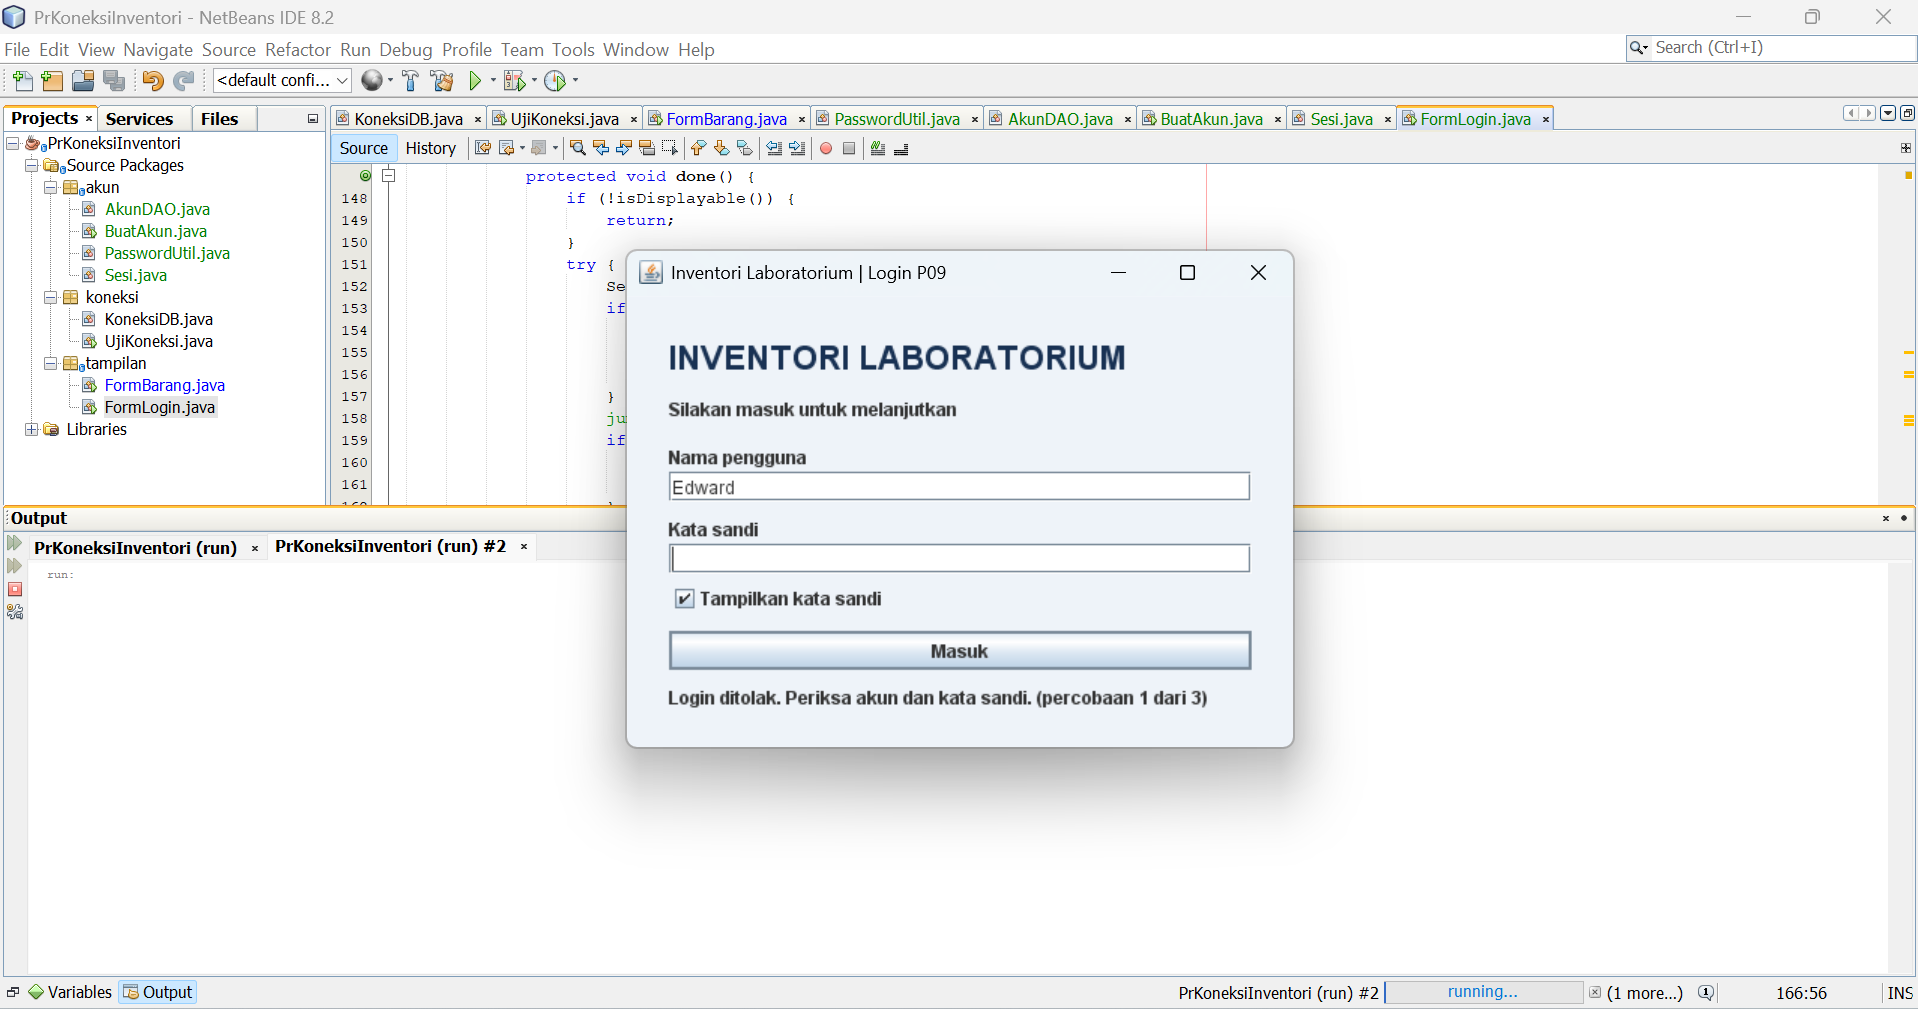 PrKoneksiInventori - NetBeans IDE 8.2
File Edit View Navigate Source Refactor Run Debug Profile Team Tools Window Help
Search (Ctrl+I)
<default confi...
Projects Services Files
KoneksiDB.java UjiKoneksi.java FormBarang.java PasswordUtil.java AkunDAO.java BuatAkun.java Sesi.java FormLogin.java
Source History
PrKoneksiInventori
Source Packages
akun
AkunDAO.java
BuatAkun.java
PasswordUtil.java
Sesi.java
koneksi
KoneksiDB.java
UjiKoneksi.java
tampilan
FormBarang.java
FormLogin.java
Libraries
protected void done() {
148 if (!isDisplayable()) {
149 return;
150 }
151 try {
152 Se
153 if
154
155
156
157 }
158 ju
159 if
160
161
Inventori Laboratorium | Login P09
INVENTORI LABORATORIUM
Silakan masuk untuk melanjutkan
Nama pengguna
Edward
Kata sandi
Tampilkan kata sandi
Masuk
Login ditolak. Periksa akun dan kata sandi. (percobaan 1 dari 3)
Output
PrKoneksiInventori (run) PrKoneksiInventori (run) #2
run:
Variables Output
PrKoneksiInventori (run) #2 running... (1 more...) 166:56 INS